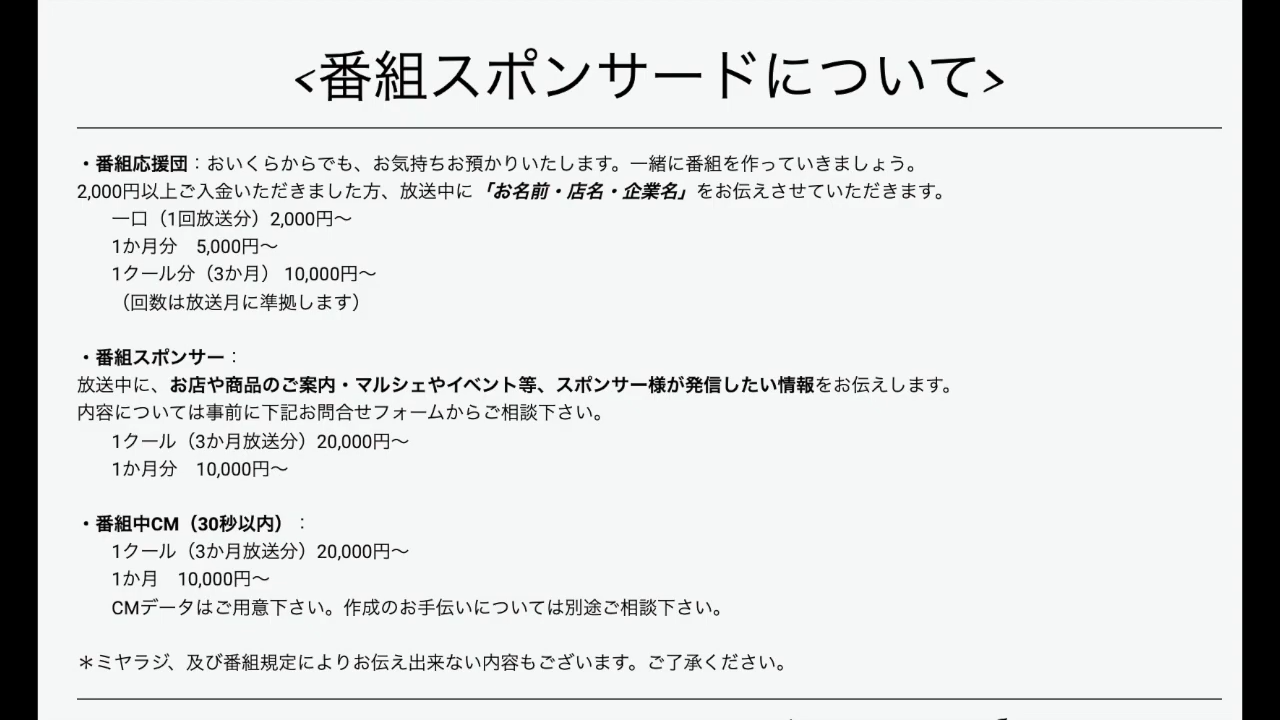 <番組スポンサードについて>
・番組応援団：おいくらからでも、お気持ちお預かりいたします。一緒に番組を作っていきましょう。
2,000円以上ご入金いただきました方、放送中に「お名前・店名・企業名」をお伝えさせていただきます。
一口（1回放送分）2,000円〜
1か月分　5,000円〜
1クール分（3か月） 10,000円〜
（回数は放送月に準拠します）
・番組スポンサー：
放送中に、お店や商品のご案内・マルシェやイベント等、スポンサー様が発信したい情報をお伝えします。
内容については事前に下記お問合せフォームからご相談下さい。
1クール（3か月放送分）20,000円〜
1か月分　10,000円〜
・番組中CM（30秒以内）：
1クール（3か月放送分）20,000円〜
1か月　10,000円〜
CMデータはご用意下さい。作成のお手伝いについては別途ご相談下さい。
＊ミヤラジ、及び番組規定によりお伝え出来ない内容もございます。ご了承ください。